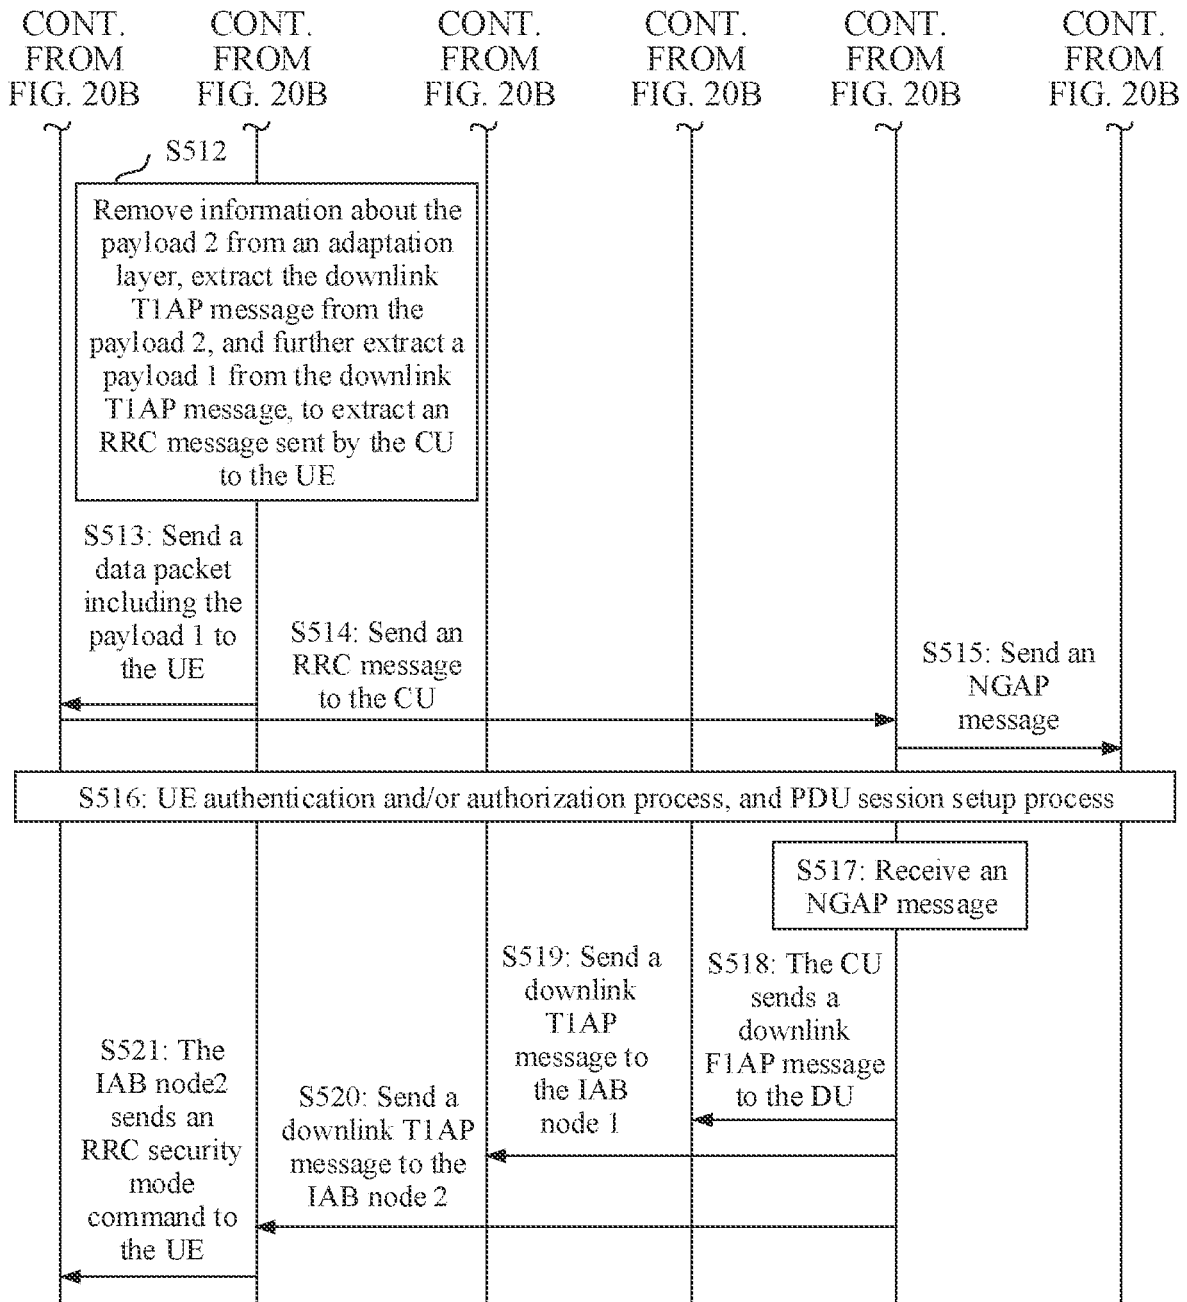 CONT.
FROM
FIG. 20B
CONT.
FROM
FIG. 20B
CONT.
FROM
FIG. 20B
CONT.
FROM
FIG. 20B
CONT.
FROM
FIG. 20B
CONT.
FROM
FIG. 20B
S512
Remove information about the
payload 2 from an adaptation
layer, extract the downlink
T1AP message from the
payload 2, and further extract a
payload 1 from the downlink
T1AP message, to extract an
RRC message sent by the CU
to the UE
S513: Send a
data packet
including the
payload 1 to
the UE
S514: Send an
RRC message
to the CU
S515: Send an
NGAP
message
S516: UE authentication and/or authorization process, and PDU session setup process
S517: Receive an
NGAP message
S518: The CU
sends a
downlink
F1AP message
to the DU
S519: Send a
downlink
T1AP
message to
the IAB
node 1
S520: Send a
downlink T1AP
message to the
IAB node 2
S521: The
IAB node2
sends an
RRC security
mode
command to
the UE